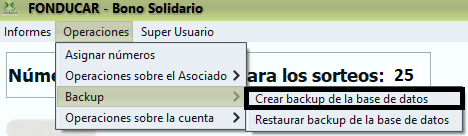 FONDUCAR - Bono Solidario
Informes Operaciones Super Usuario
Asignar números
Núme ara los sorteos: 25
Operaciones sobre el Asociado
Backup Crear backup de la base de datos
Operaciones sobre la cuenta Restaurar backup de la base de datos